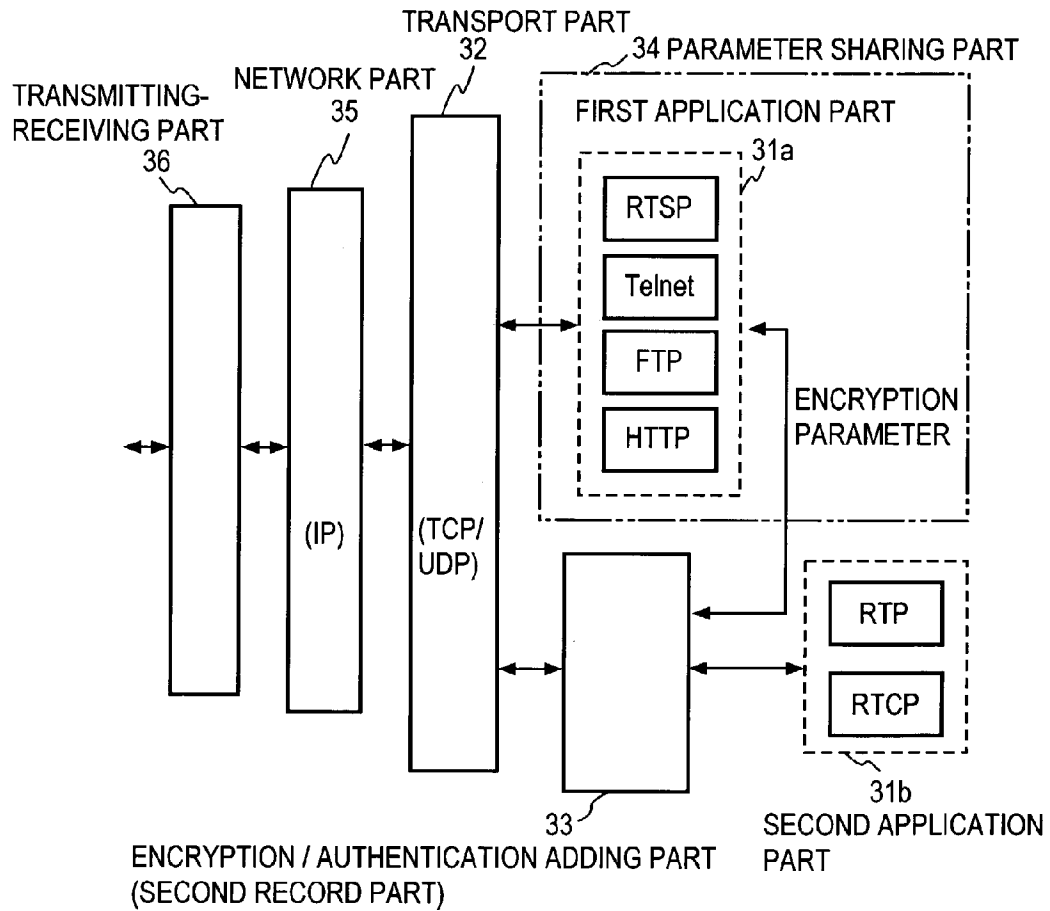 TRANSPORT PART
32
34 PARAMETER SHARING PART
NETWORK PART
35
TRANSMITTING-
RECEIVING PART
36
FIRST APPLICATION PART
31a
RTSP
Telnet
FTP
HTTP
ENCRYPTION
PARAMETER
(IP)
(TCP/
UDP)
RTP
RTCP
33
31b
SECOND APPLICATION
PART
ENCRYPTION / AUTHENTICATION ADDING PART
(SECOND RECORD PART)